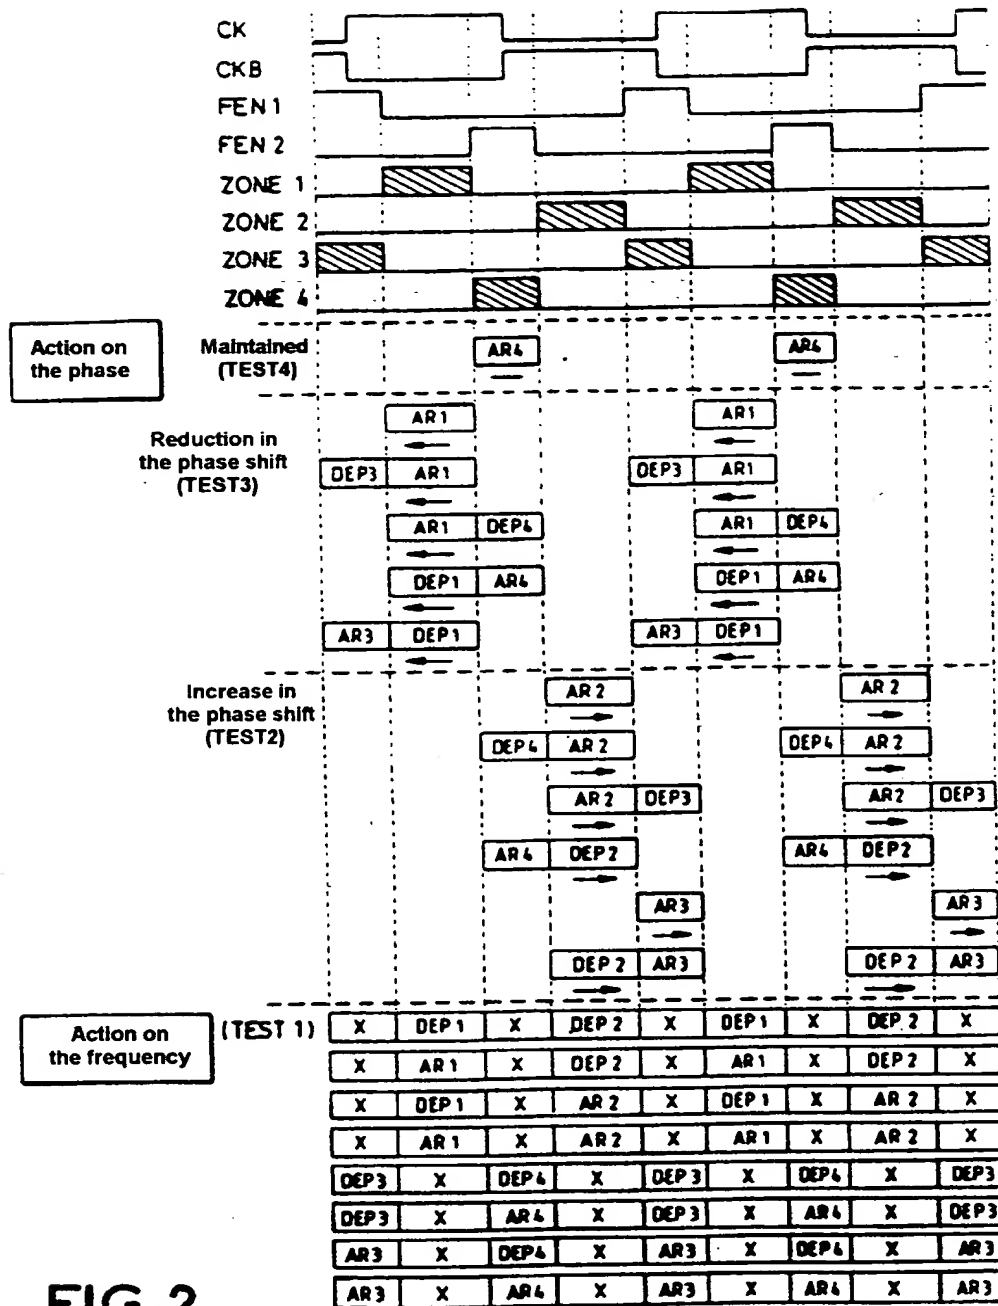 CK
CKB
FEN 1
FEN 2
ZONE 1
ZONE 2
ZONE 3
ZONE 4
Action on
the phase
Maintained
(TEST4)
AR4 AR4
Reduction in
the phase shift
(TEST3)
AR1 AR1
DEP3 AR1 DEP3 AR1
AR1 DEP4 AR1 DEP4
DEP1 AR4 DEP1 AR4
AR3 DEP1 AR3 DEP1
Increase in
the phase shift
(TEST2)
AR 2 AR 2
DEP4 AR 2 DEP4 AR 2
AR 2 DEP3 AR 2 DEP3
AR4 DEP2 AR4 DEP2
AR3 AR3
DEP 2 AR3 DEP 2 AR3
Action on
the frequency
(TEST 1) X DEP 1 X DEP 2 X DEP 1 X DEP 2 X
X AR 1 X DEP 2 X AR 1 X DEP 2 X
X DEP 1 X AR 2 X DEP 1 X AR 2 X
X AR 1 X AR 2 X AR 1 X AR 2 X
DEP3 X DEP4 X DEP3 X DEP4 X DEP3
DEP3 X AR4 X DEP3 X AR4 X DEP3
AR3 X DEP4 X AR3 X DEP4 X AR3
AR3 X AR4 X AR3 X AR4 X AR3
FIG. 2